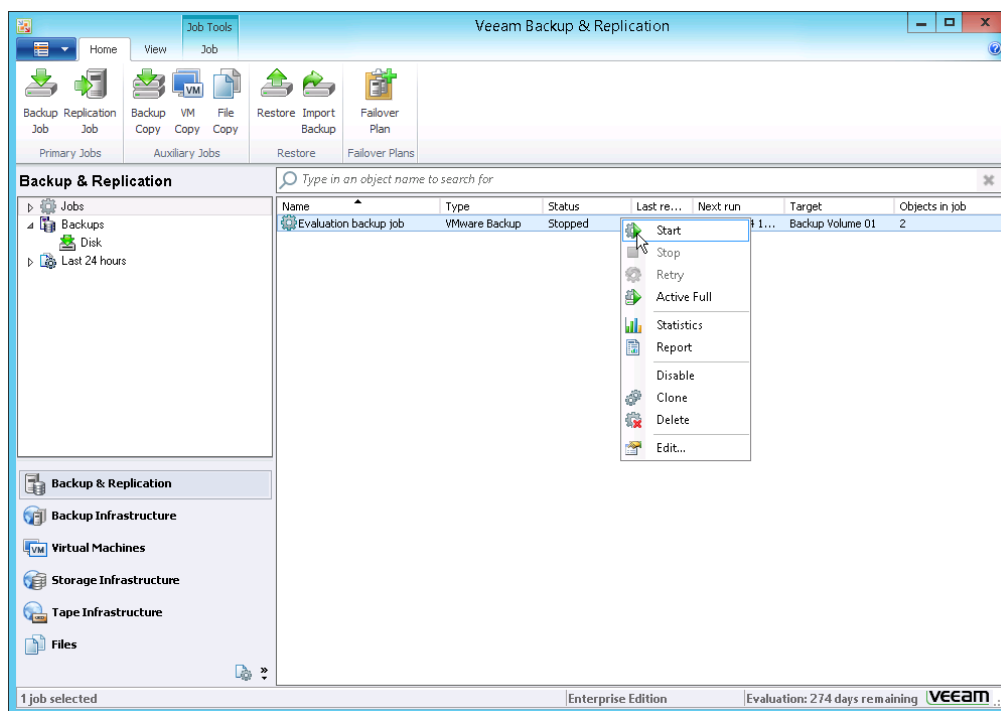 Job Tools
Veeam Backup & Replication
Home View Job
Backup Job
Replication Job
Backup Copy
VM Copy
File Copy
Restore
Import Backup
Failover Plan
Primary Jobs
Auxiliary Jobs
Restore
Failover Plans
Backup & Replication
Type in an object name to search for
Jobs
Backups
Disk
Last 24 hours
Name Type Status Last re... Next run Target Objects in job
Evaluation backup job VMware Backup Stopped 1... Backup Volume 01 2
Start
Stop
Retry
Active Full
Statistics
Report
Disable
Clone
Delete
Edit...
Backup & Replication
Backup Infrastructure
VM
Virtual Machines
Storage Infrastructure
Tape Infrastructure
Files
1 job selected
Enterprise Edition
Evaluation: 274 days remaining
veeam